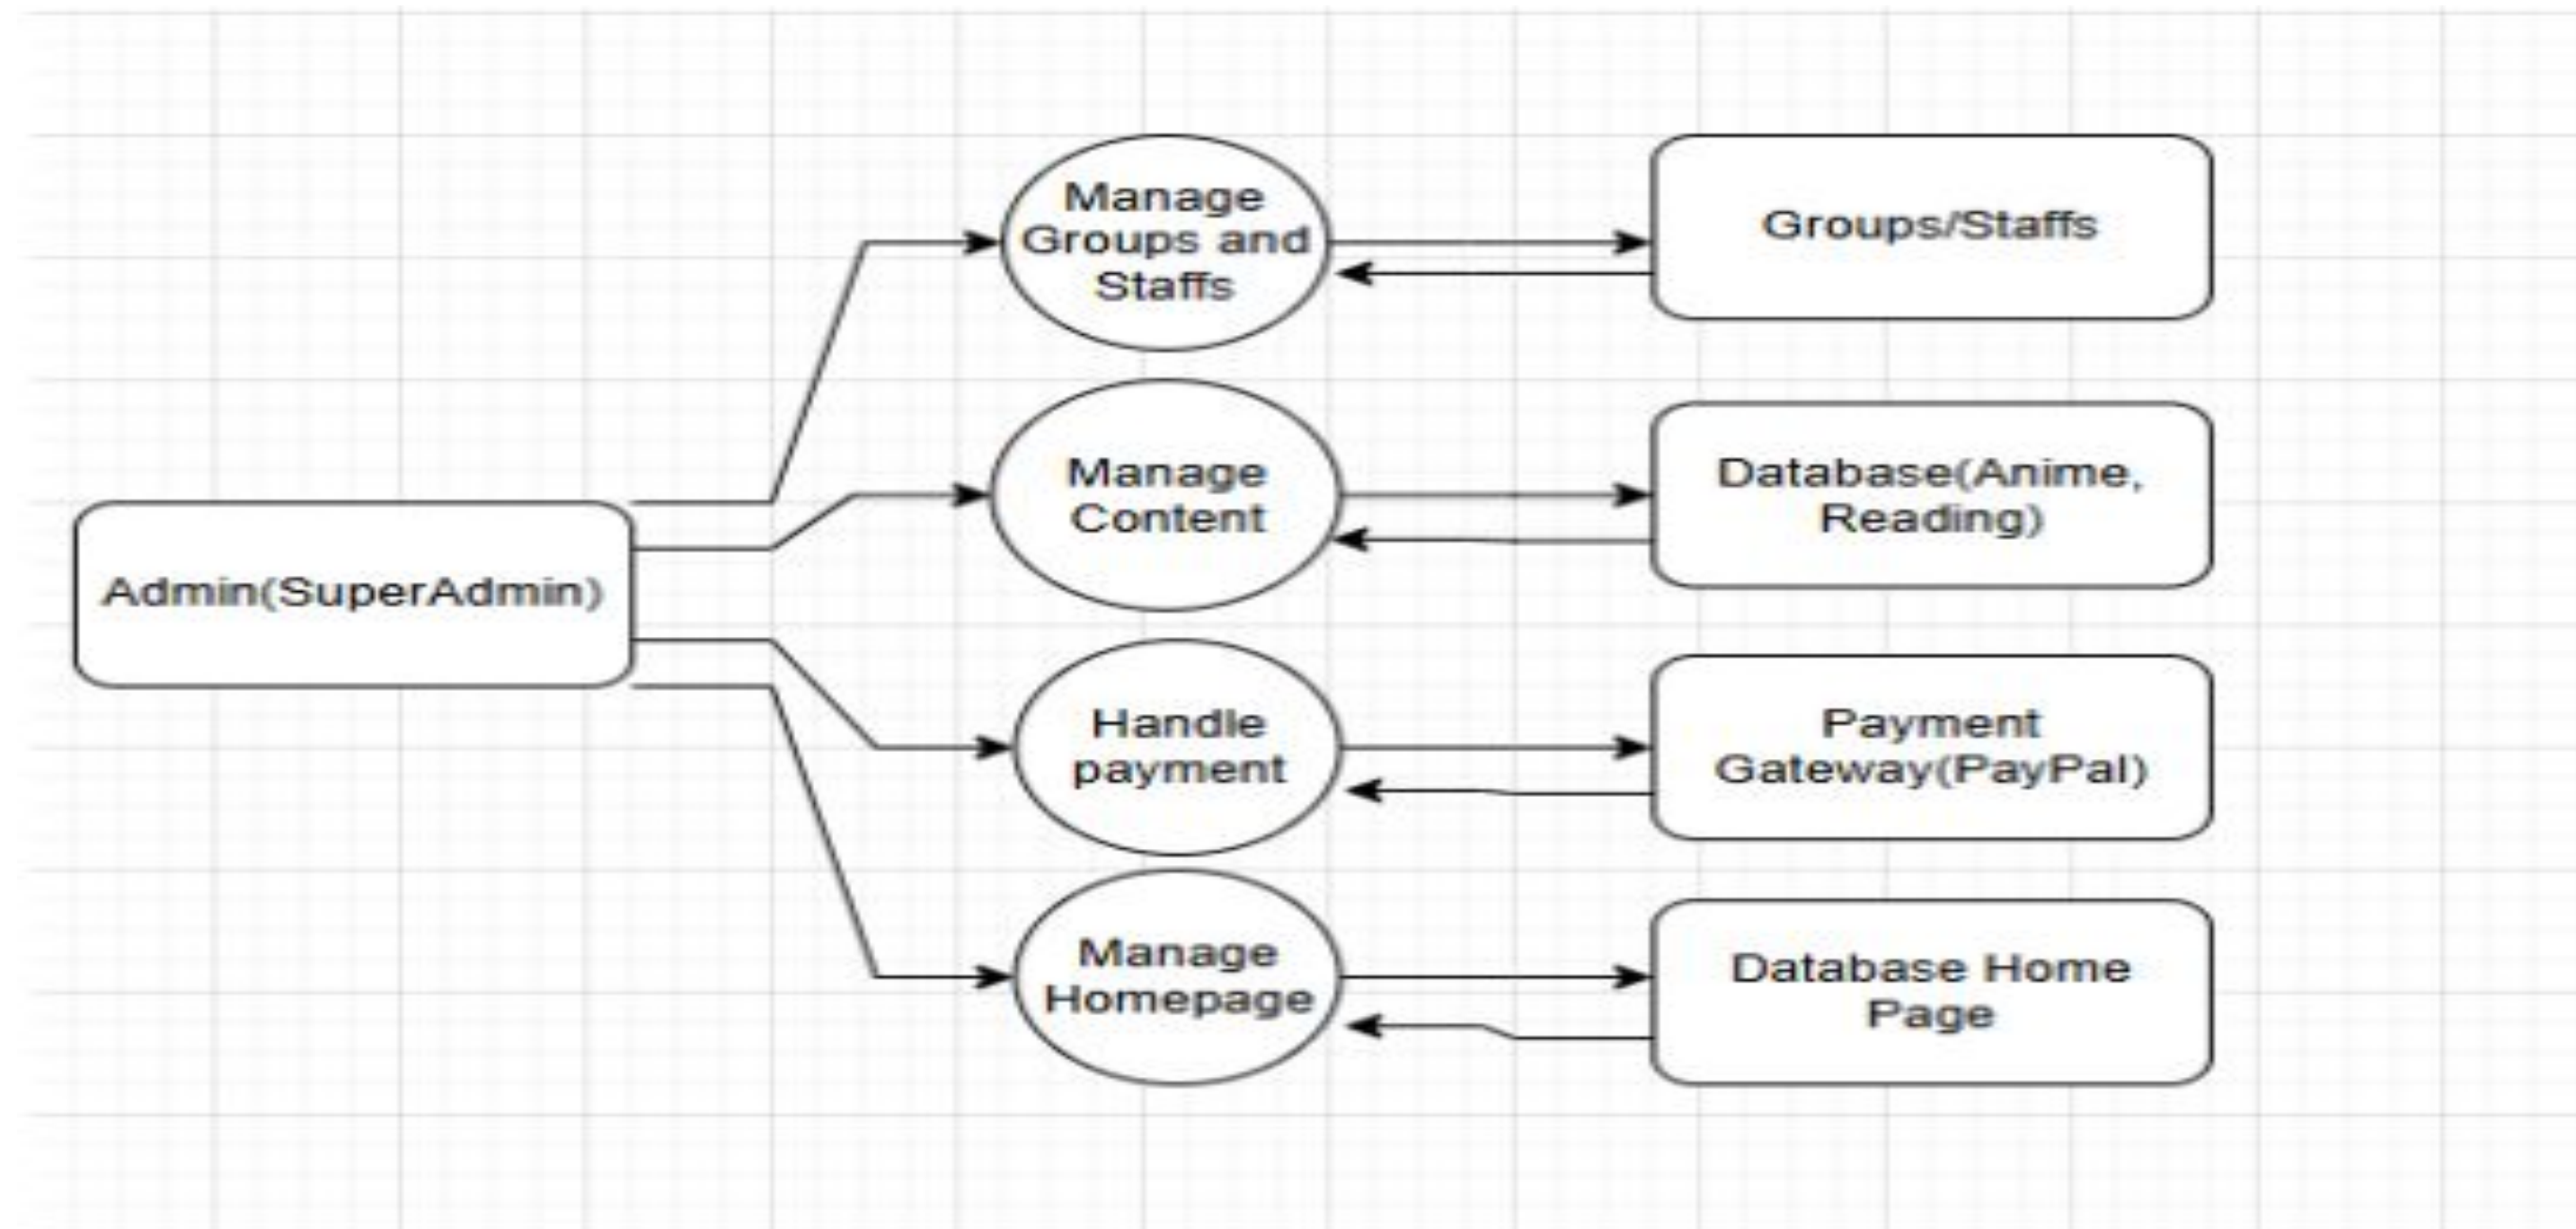 Manage
Groups and
Staffs
Groups/Staffs
Manage
Content
Database(Anime,
Reading)
Admin(SuperAdmin)
Handle
payment
Payment
Gateway(PayPal)
Manage
Homepage
Database Home
Page